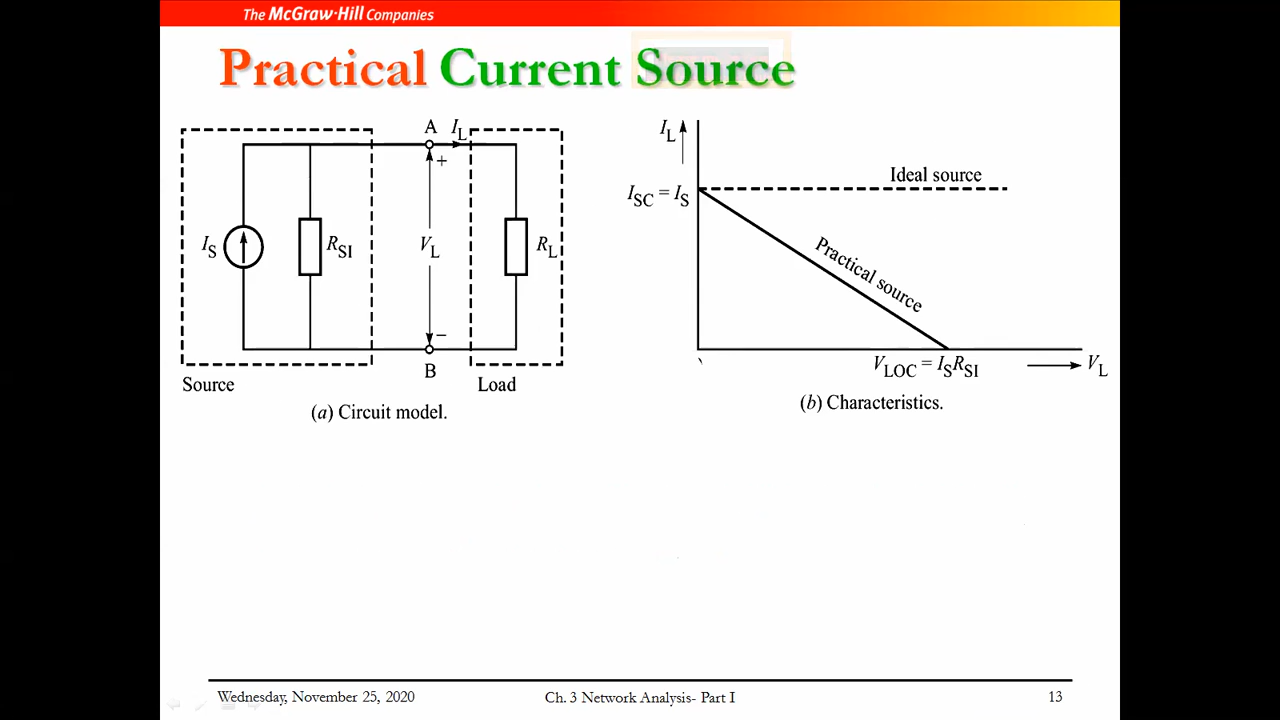 The McGraw-Hill Companies
Practical Current Source
A I_L
+
I_S R_SI V_L R_L
−
B
Source Load
(a) Circuit model.
I_L
Ideal source
I_SC = I_S
Practical source
V_LOC = I_S R_SI V_L
(b) Characteristics.
Wednesday, November 25, 2020 Ch. 3 Network Analysis- Part I 13